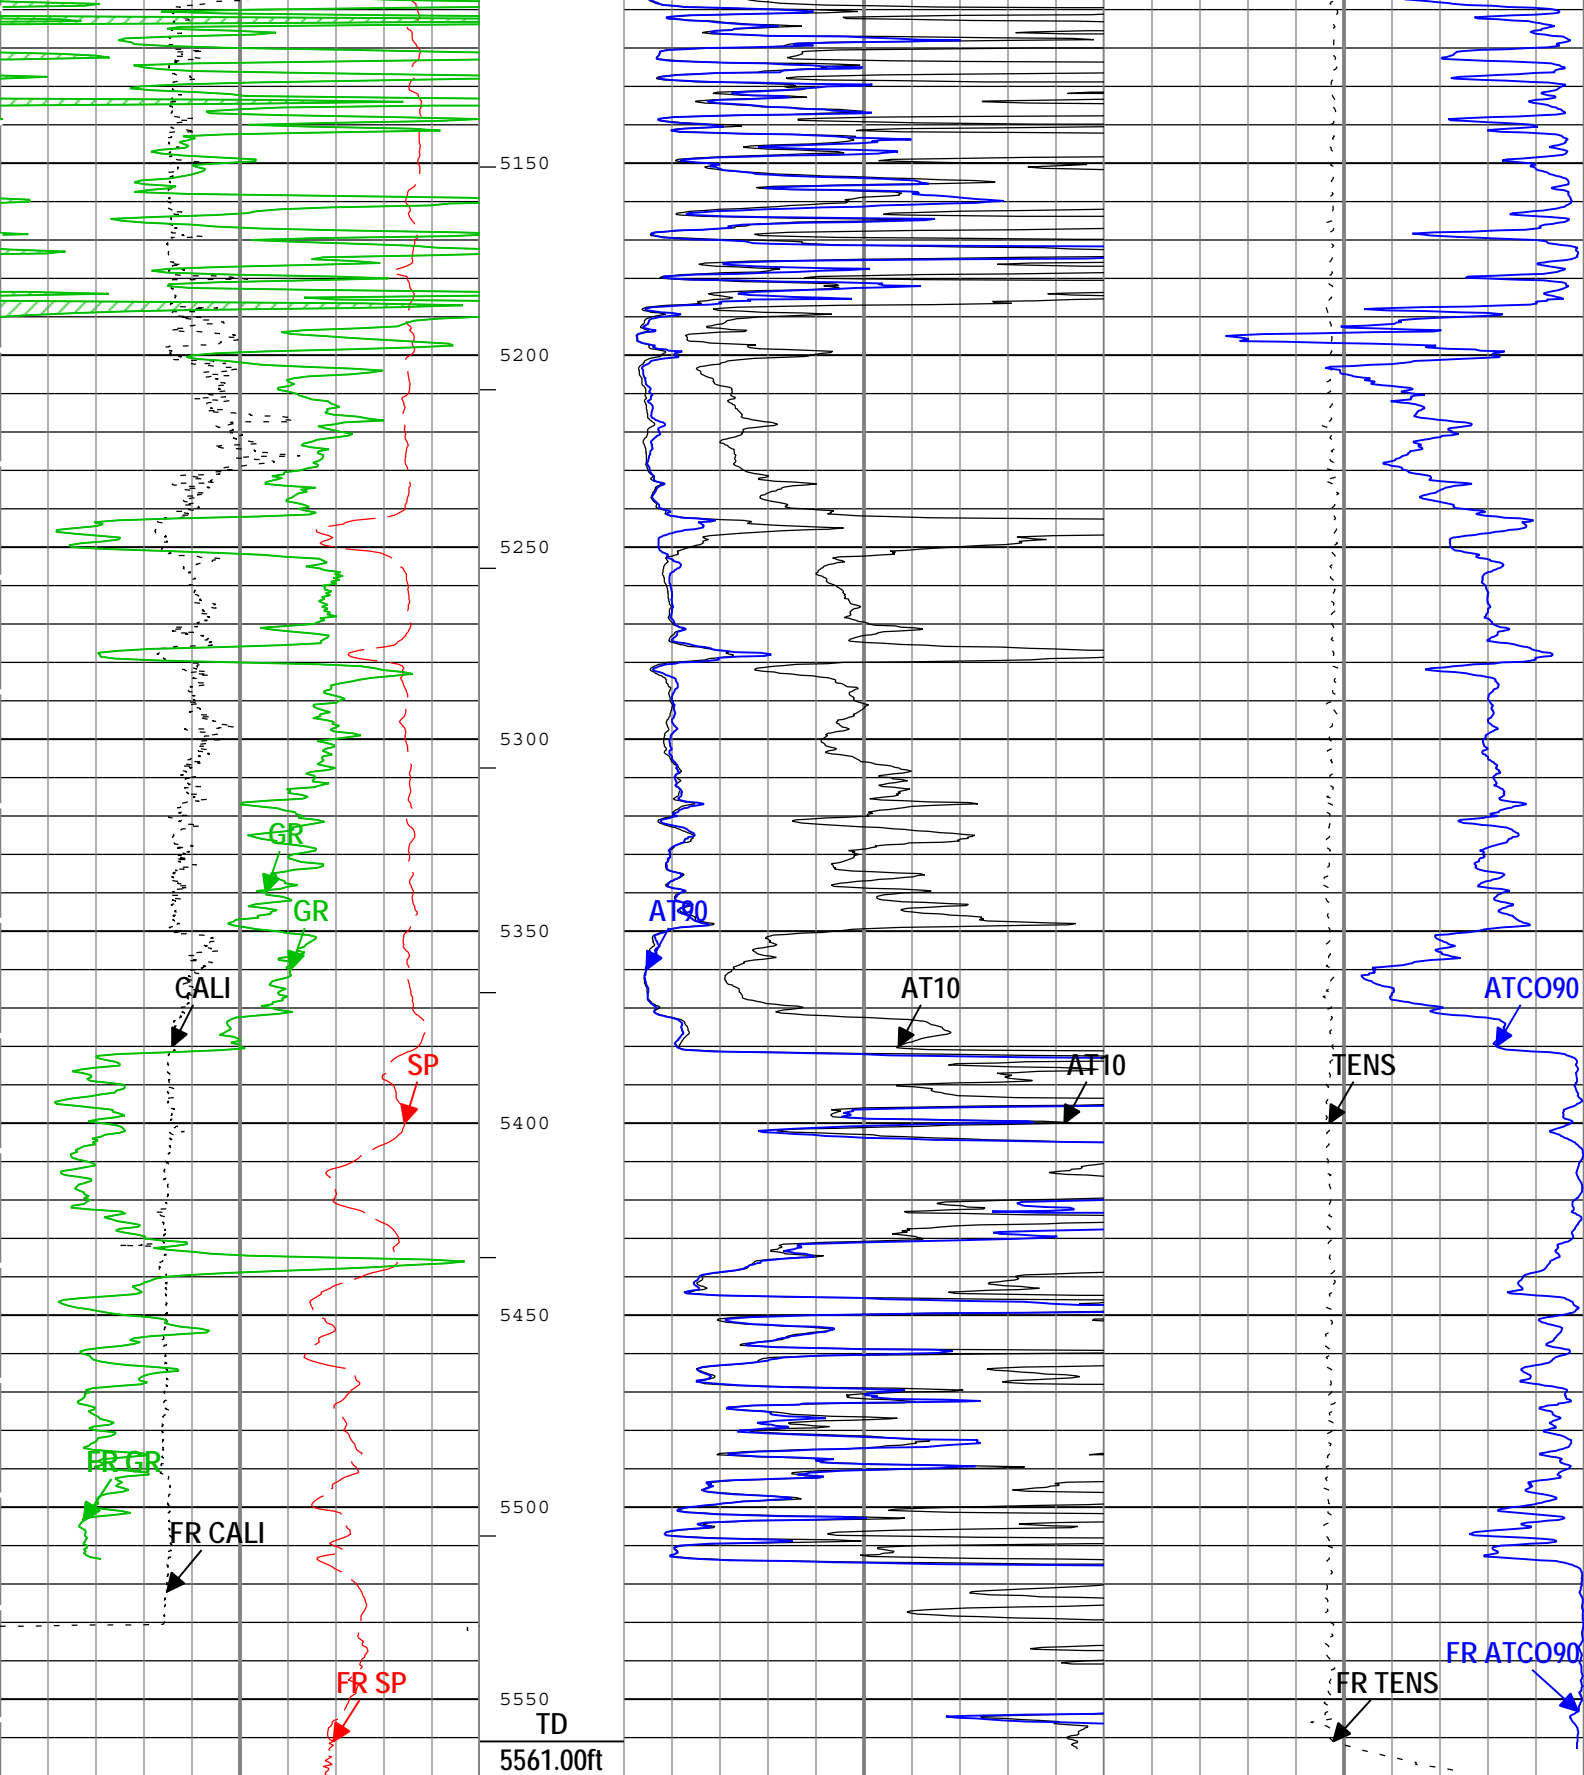 5150
5200
5250
5300
GR
GR
AT90
5350
CALI
AT10
ATCO90
SP
AT10
TENS
5400
5450
FR GR
5500
FR CALI
FR ATCO90
FR SP
FR TENS
5550
TD
5561.00ft